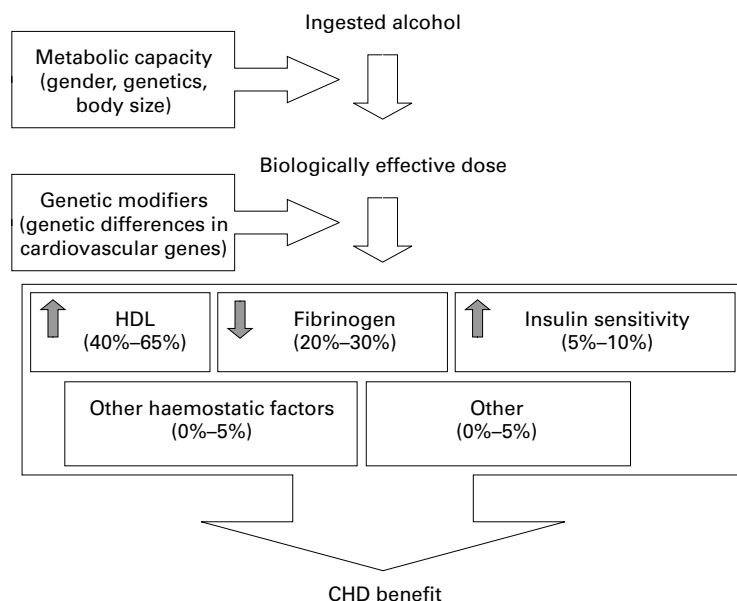 Ingested alcohol
Metabolic capacity
(gender, genetics,
body size)
Biologically effective dose
Genetic modifiers
(genetic differences in
cardiovascular genes)
HDL
(40%–65%)
Fibrinogen
(20%–30%)
Insulin sensitivity
(5%–10%)
Other haemostatic factors
(0%–5%)
Other
(0%–5%)
CHD benefit